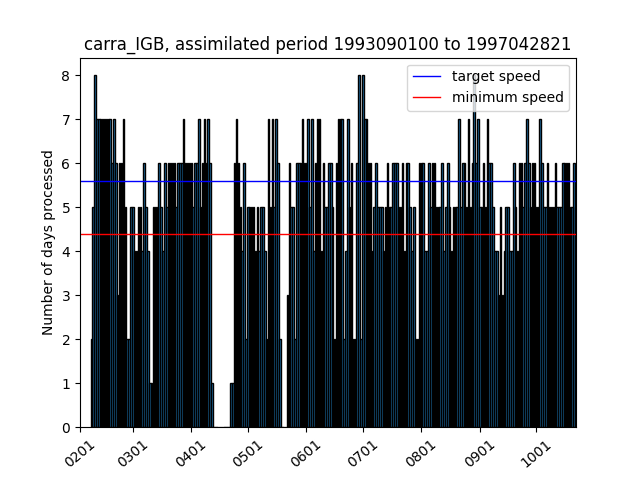 carra_IGB, assimilated period 1993090100 to 1997042821
target speed
minimum speed
Number of days processed
8
7
6
5
4
3
2
1
0
0201 0301 0401 0501 0601 0701 0801 0901 1001